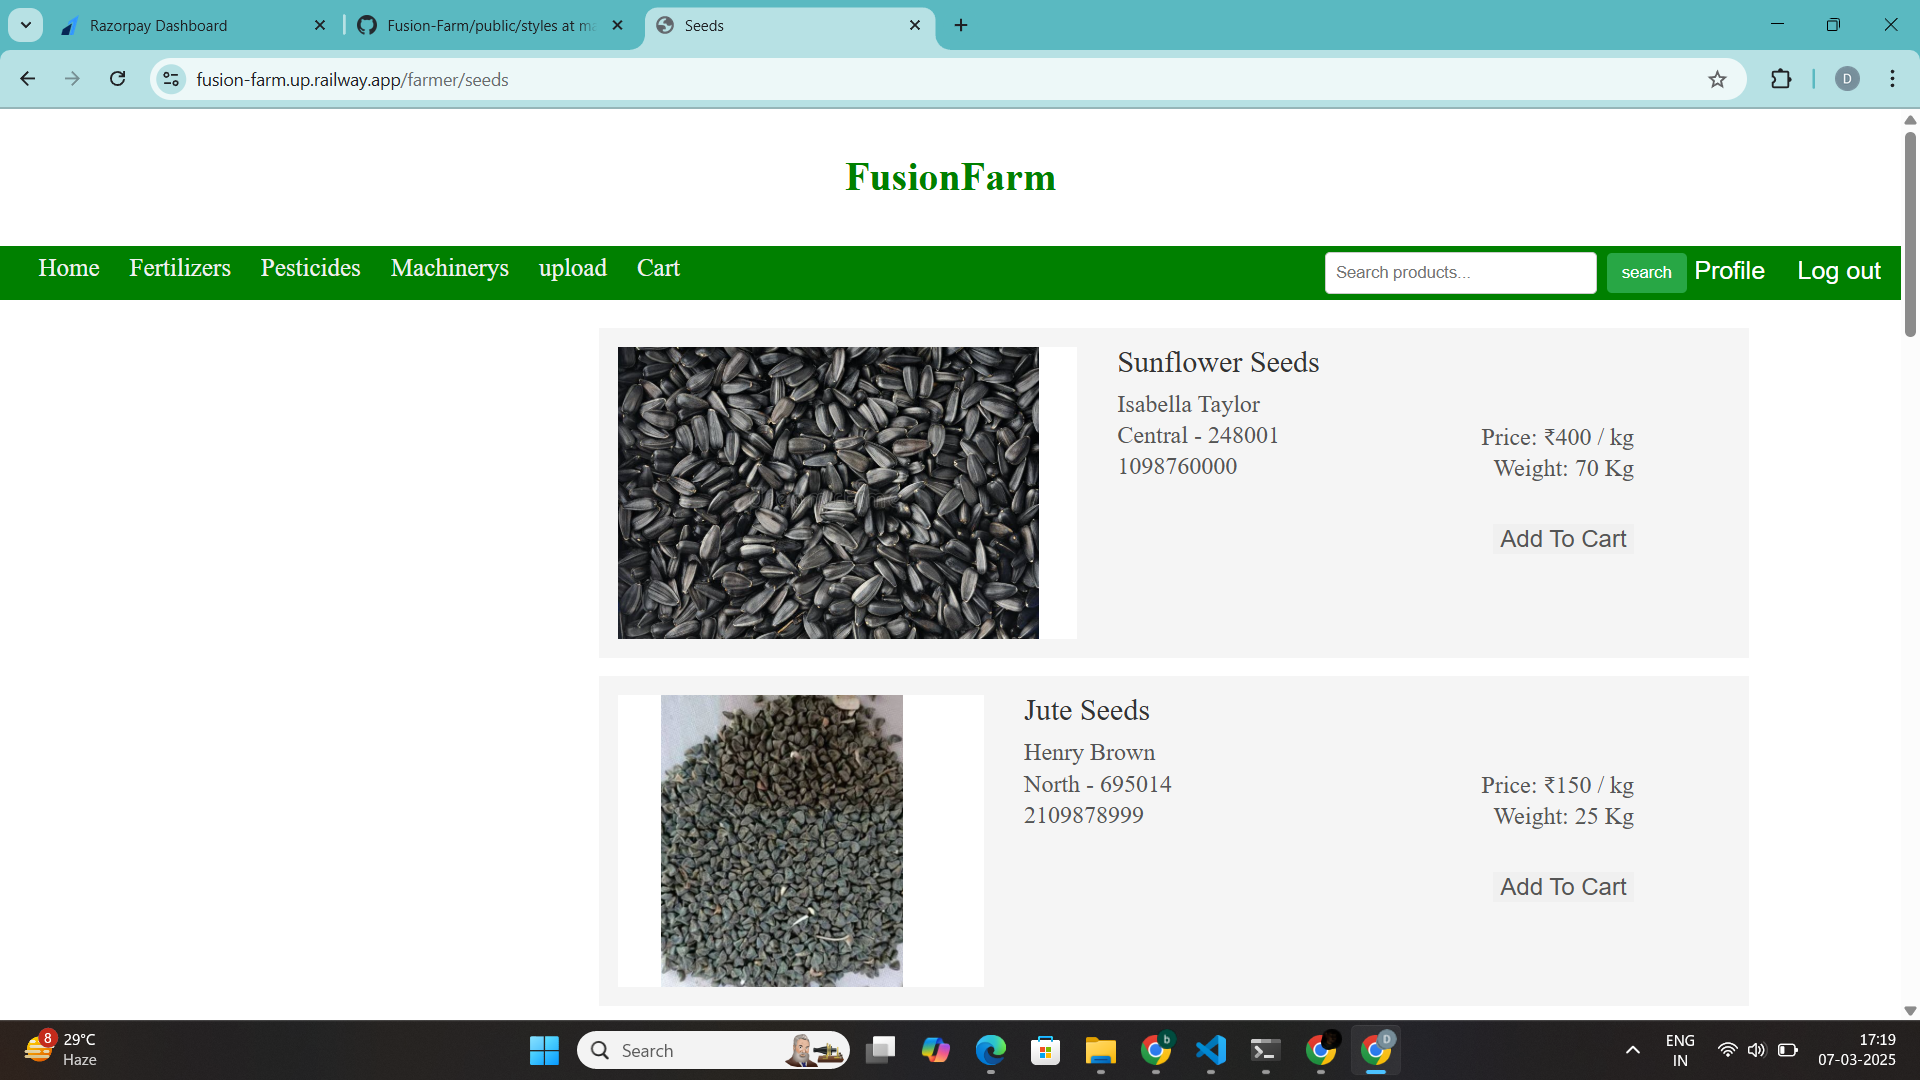 Razorpay Dashboard
Fusion-Farm/public/styles at ma
Seeds
fusion-farm.up.railway.app/farmer/seeds
D
FusionFarm
Home Fertilizers Pesticides Machinerys upload Cart
Search products...
search
Profile
Log out
Sunflower Seeds
Isabella Taylor
Central - 248001
1098760000
Price: ₹400 / kg
Weight: 70 Kg
Add To Cart
Jute Seeds
Henry Brown
North - 695014
2109878999
Price: ₹150 / kg
Weight: 25 Kg
Add To Cart
8
29°C
Haze
Search
b
D
ENG
IN
17:19
07-03-2025